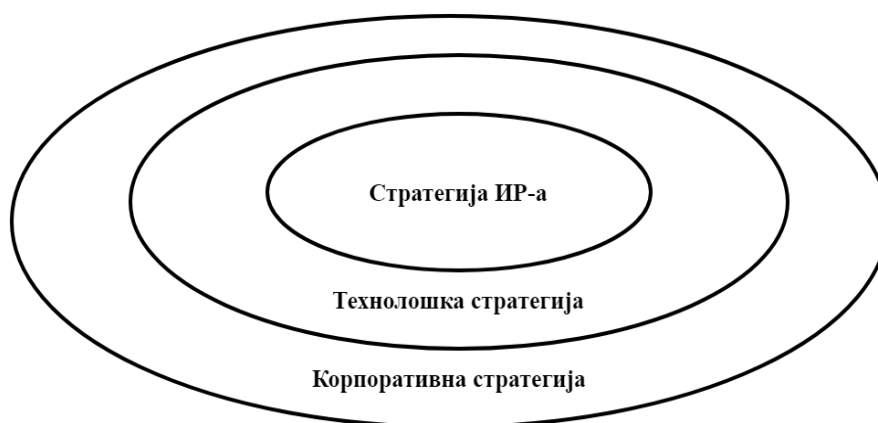 Стратегија ИР-а
Технолошка стратегија
Корпоративна стратегија